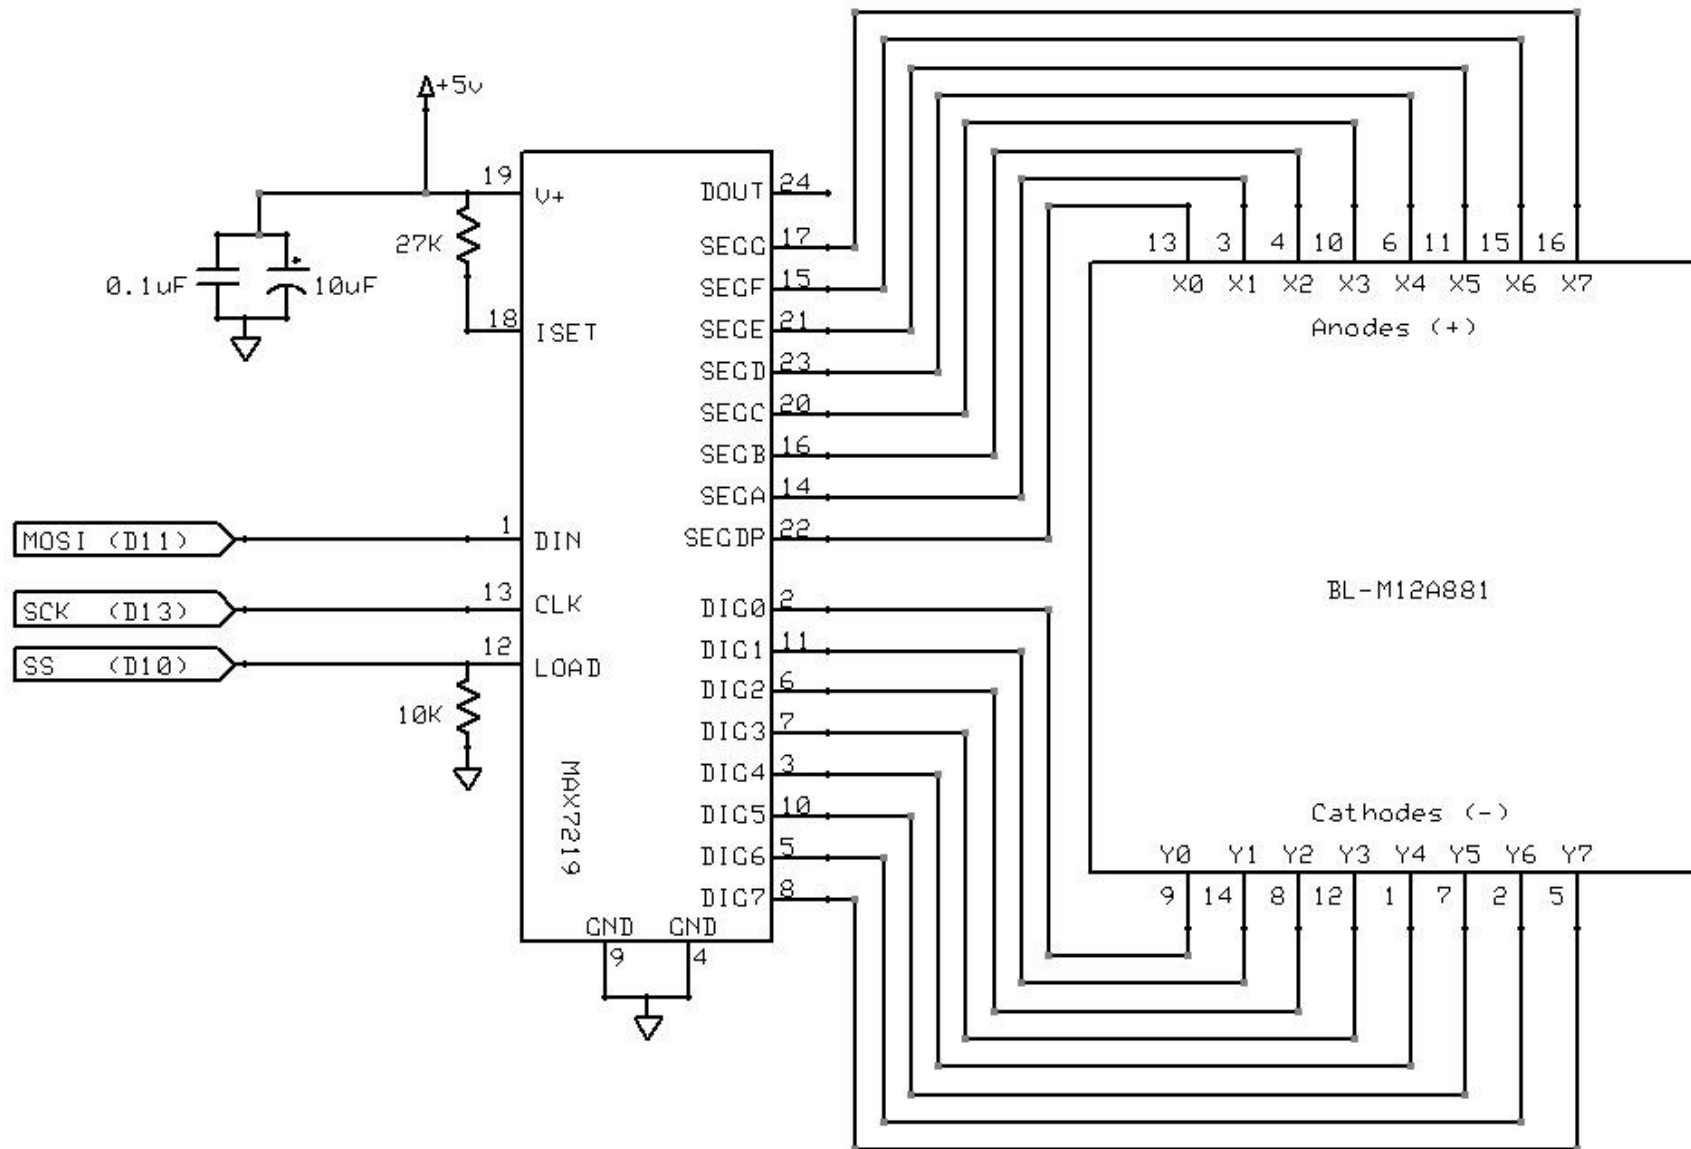 +5v
19
V+
27K
0.1uF
10uF
18
ISET
MOSI (D11)
1
DIN
SCK (D13)
13
CLK
SS (D10)
12
LOAD
10K
MAX7219
GND GND
9 4
DOUT 24
SEGG 17
SEGF 15
SEGE 21
SEGD 23
SEGC 20
SEGB 16
SEGA 14
SEGDP 22
DIG0 2
DIG1 11
DIG2 6
DIG3 7
DIG4 3
DIG5 10
DIG6 5
DIG7 8
13 3 4 10 6 11 15 16
X0 X1 X2 X3 X4 X5 X6 X7
Anodes (+)
BL-M12A881
Cathodes (-)
Y0 Y1 Y2 Y3 Y4 Y5 Y6 Y7
9 14 8 12 1 7 2 5